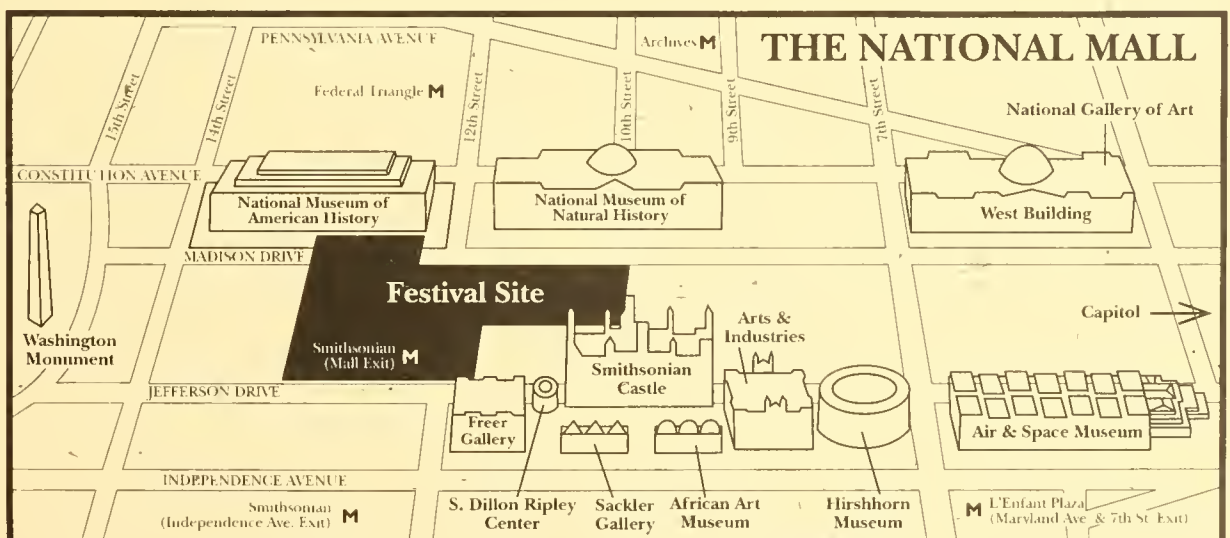 THE NATIONAL MALL
PENNSYLVANIA AVENUE
Archives M
Federal Triangle M
15th Street
14th Street
12th Street
10th Street
9th Street
7th Street
National Gallery of Art
CONSTITUTION AVENUE
National Museum of
American History
National Museum of
Natural History
West Building
MADISON DRIVE
Festival Site
Washington
Monument
Smithsonian
(Mall Exit) M
Smithsonian
Castle
Arts &
Industries
Capitol
JEFFERSON DRIVE
Freer
Gallery
Air & Space Museum
INDEPENDENCE AVENUE
Smithsonian
(Independence Ave. Exit) M
S. Dillon Ripley
Center
Sackler
Gallery
African Art
Museum
Hirshhorn
Museum
M L'Enfant Plaza
(Maryland Ave. & 7th St. Exit)